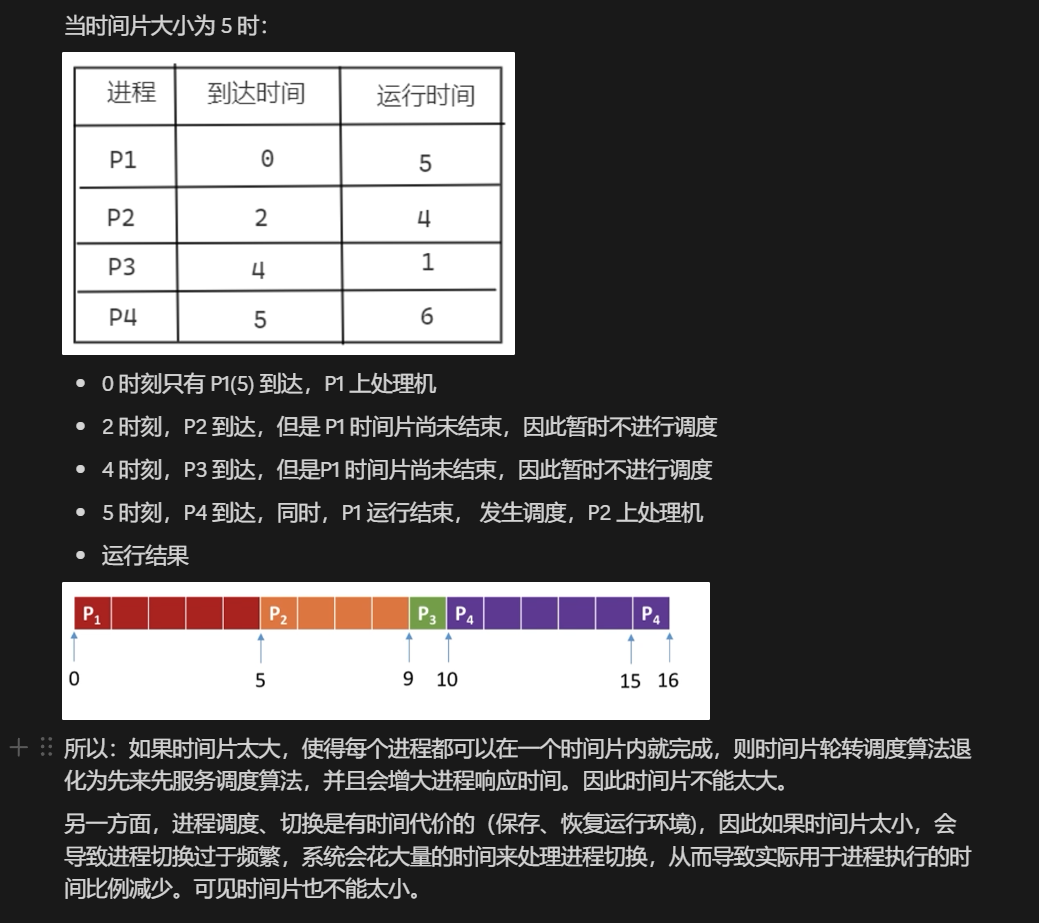 当时间片大小为 5 时：
进程 到达时间 运行时间
P1 0 5
P2 2 4
P3 4 1
P4 5 6
• 0 时刻只有 P1(5) 到达，P1 上处理机
• 2 时刻，P2 到达，但是 P1 时间片尚未结束，因此暂时不进行调度
• 4 时刻，P3 到达，但是P1 时间片尚未结束，因此暂时不进行调度
• 5 时刻，P4 到达，同时，P1 运行结束， 发生调度，P2 上处理机
• 运行结果
P1 P2 P3 P4 P4
0 5 9 10 15 16
所以：如果时间片太大，使得每个进程都可以在一个时间片内就完成，则时间片轮转调度算法退
化为先来先服务调度算法，并且会增大进程响应时间。因此时间片不能太大。
另一方面，进程调度、切换是有时间代价的（保存、恢复运行环境)，因此如果时间片太小，会
导致进程切换过于频繁，系统会花大量的时间来处理进程切换，从而导致实际用于进程执行的时
间比例减少。可见时间片也不能太小。